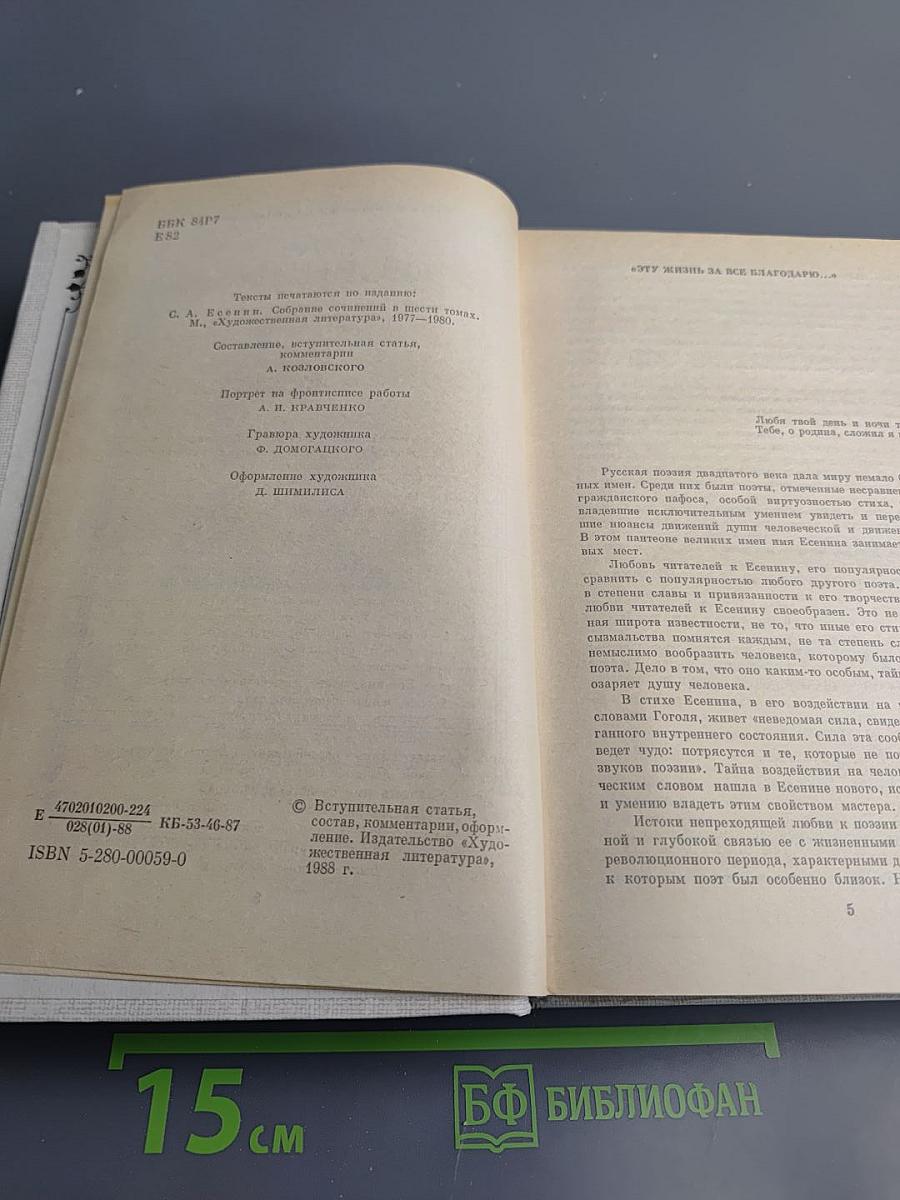 ББК 84Р7
Е 82
Тексты печатаются по изданию:
С. А. Есенин. Собрание сочинений в шести томах.
М., «Художественная литература», 1977—1980.
Составление, вступительная статья,
комментарии
А. КОЗЛОВСКОГО
Портрет на фронтисписе работы
А. И. КРАВЧЕНКО
Гравюра художника
Ф. ДОМОГАЦКОГО
Оформление художника
Д. ШИМИЛИСА
Е 4702010200-224
028(01)-88
КБ-53-46-87
ISBN 5-280-00059-0
© Вступительная статья,
состав, комментарии, оформ-
ление. Издательство «Худо-
жественная литература»,
1988 г.
«ЭТУ ЖИЗНЬ ЗА ВСЕ БЛАГОДАРЮ...»
Любя твой день и ночи
Тебе, о родина, сложил я
Русская поэзия двадцатого века дала миру немало
ных имен. Среди них были поэты, отмеченные
гражданского пафоса, особой виртуозностью стиха,
владевшие исключительным умением увидеть и
шие нюансы движений души человеческой и
В этом пантеоне великих имен имя Есенина занимает
вых мест.
Любовь читателей к Есенину, его
сравнить с популярностью любого другого поэта.
в степени славы и привязанности к его
любви читателей к Есенину своеобразен. Это не
ная широта известности, не то, что иные его
сызмальства помнятся каждым, не та степень
немыслимо вообразить человека, которому
поэта. Дело в том, что оно каким-то особым,
озаряет душу человека.
В стихе Есенина, в его воздействии на
словами Гоголя, живет «неведомая сила,
ганного внутреннего состояния. Сила эта
ведет чудо: потрясутся и те, которые не
звуков поэзии». Тайна воздействия на
ческим словом нашла в Есенине нового,
и умению владеть этим свойством мастера.
Истоки непреходящей любви к поэзии
ной и глубокой связью ее с жизненными
революционного периода, характерными
к которым поэт был особенно близок.
5
15 см
БФ БИБЛИОФАН